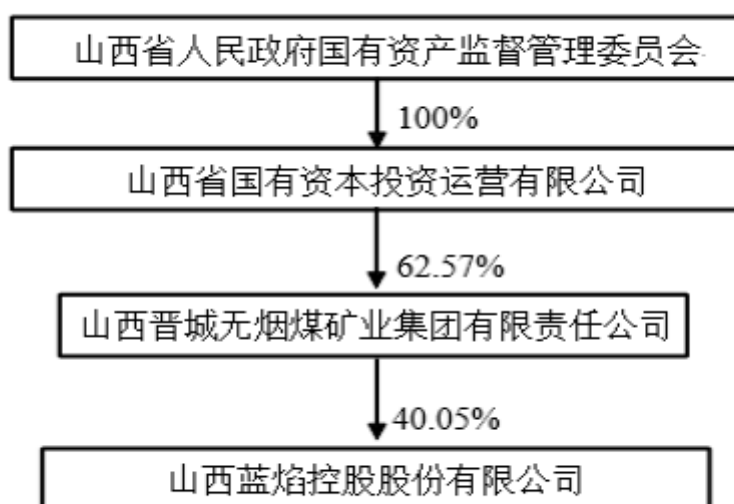 山西省人民政府国有资产监督管理委员会
100%
山西省国有资本投资运营有限公司
62.57%
山西晋城无烟煤矿业集团有限责任公司
40.05%
山西蓝焰控股股份有限公司